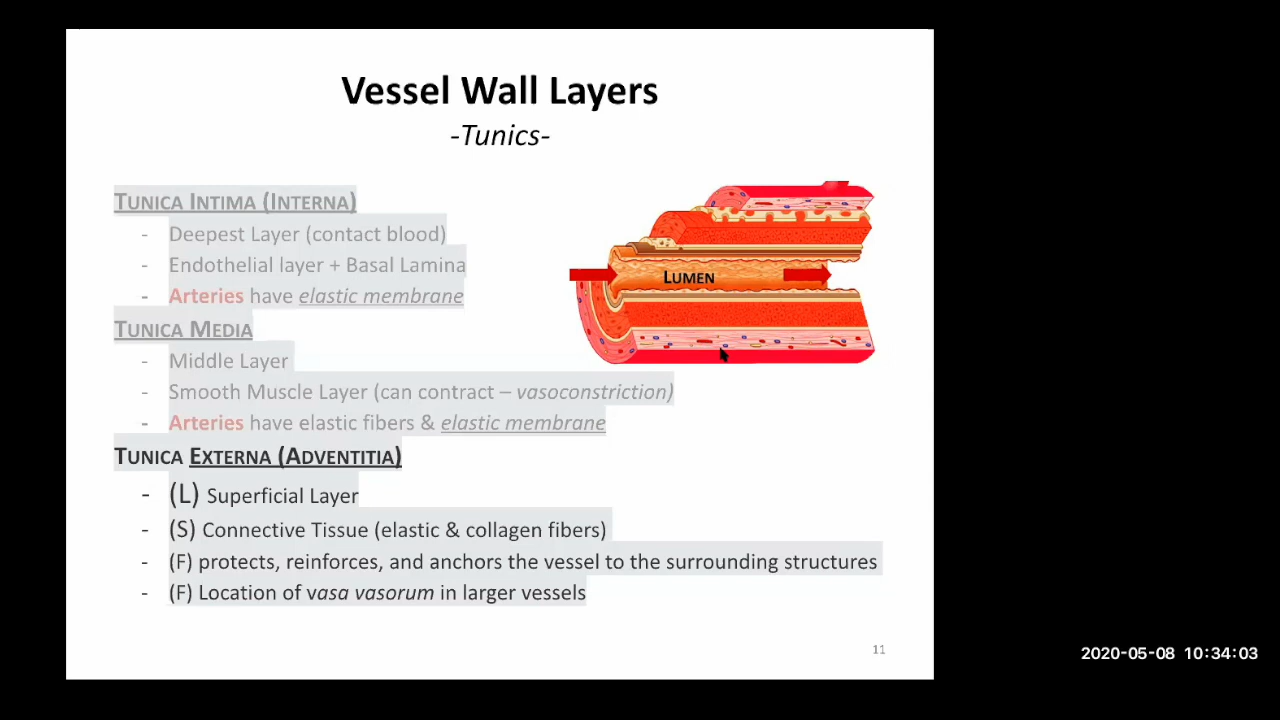 Vessel Wall Layers
-Tunics-
TUNICA INTIMA (INTERNA)
- Deepest Layer (contact blood)
- Endothelial layer + Basal Lamina
- Arteries have elastic membrane
LUMEN
TUNICA MEDIA
- Middle Layer
- Smooth Muscle Layer (can contract – vasoconstriction)
- Arteries have elastic fibers & elastic membrane
TUNICA EXTERNA (ADVENTITIA)
- (L) Superficial Layer
- (S) Connective Tissue (elastic & collagen fibers)
- (F) protects, reinforces, and anchors the vessel to the surrounding structures
- (F) Location of vasa vasorum in larger vessels
11
2020-05-08 10:34:03